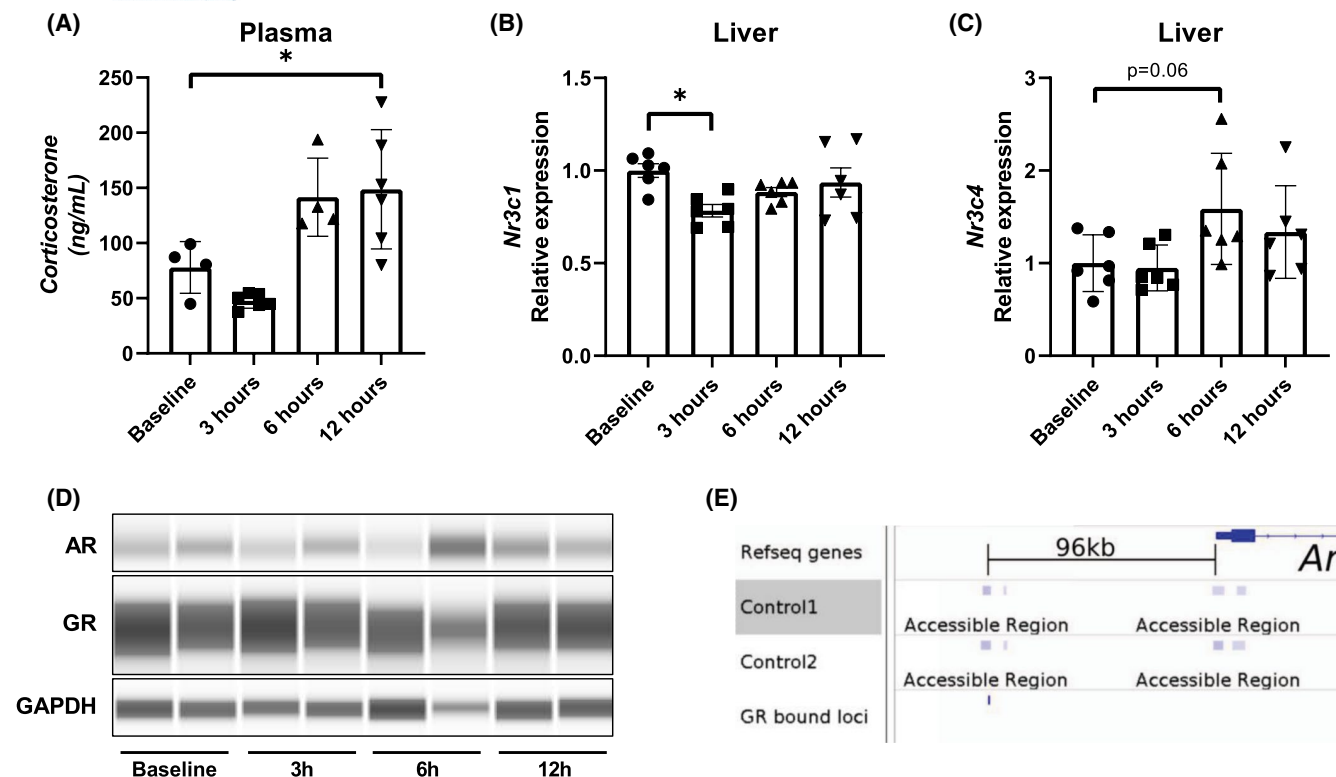 (A)
Plasma
*
Corticosterone
(ng/mL)
250
200
150
100
50
0
Baseline
3 hours
6 hours
12 hours
(B)
Liver
*
Nr3c1
Relative expression
1.5
1.0
0.5
0.0
Baseline
3 hours
6 hours
12 hours
(C)
Liver
p=0.06
Nr3c4
Relative expression
3
2
1
0
Baseline
3 hours
6 hours
12 hours
(D)
AR
GR
GAPDH
Baseline 3h 6h 12h
(E)
Refseq genes
96kb
Ar
Control1
Accessible Region Accessible Region
Control2
Accessible Region Accessible Region
GR bound loci